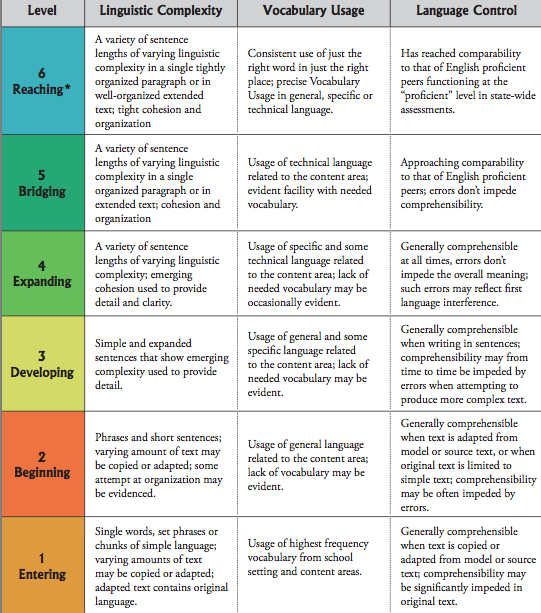 Level
Linguistic Complexity
Vocabulary Usage
Language Control
6
Reaching*
A variety of sentence
lengths of varying linguistic
complexity in a single tightly
organized paragraph or in
well-organized extended
text; tight cohesion and
organization
Consistent use of just the
right word in just the right
place; precise Vocabulary
Usage in general, specific or
technical language.
Has reached comparability
to that of English proficient
peers functioning at the
“proficient” level in state-wide
assessments.
5
Bridging
A variety of sentence
lengths of varying linguistic
complexity in a single
organized paragraph or in
extended text; cohesion and
organization
Usage of technical language
related to the content area;
evident facility with needed
vocabulary.
Approaching comparability
to that of English proficient
peers; errors don’t impede
comprehensibility.
4
Expanding
A variety of sentence
lengths of varying linguistic
complexity; emerging
cohesion used to provide
detail and clarity.
Usage of specific and some
technical language related
to the content area; lack of
needed vocabulary may be
occasionally evident.
Generally comprehensible
at all times, errors don’t
impede the overall meaning;
such errors may reflect first
language interference.
3
Developing
Simple and expanded
sentences that show emerging
complexity used to provide
detail.
Usage of general and some
specific language related
to the content area; lack of
needed vocabulary may be
evident.
Generally comprehensible
when writing in sentences;
comprehensibility may from
time to time be impeded by
errors when attempting to
produce more complex text.
2
Beginning
Phrases and short sentences;
varying amount of text may
be copied or adapted; some
attempt at organization may
be evidenced.
Usage of general language
related to the content area;
lack of vocabulary may be
evident.
Generally comprehensible
when text is adapted from
model or source text, or when
original text is limited to
simple text; comprehensibility
may be often impeded by
errors.
1
Entering
Single words, set phrases or
chunks of simple language;
varying amounts of text
may be copied or adapted;
adapted text contains original
language.
Usage of highest frequency
vocabulary from school
setting and content areas.
Generally comprehensible
when text is copied or
adapted from model or source
text; comprehensibility may
be significantly impeded in
original text.